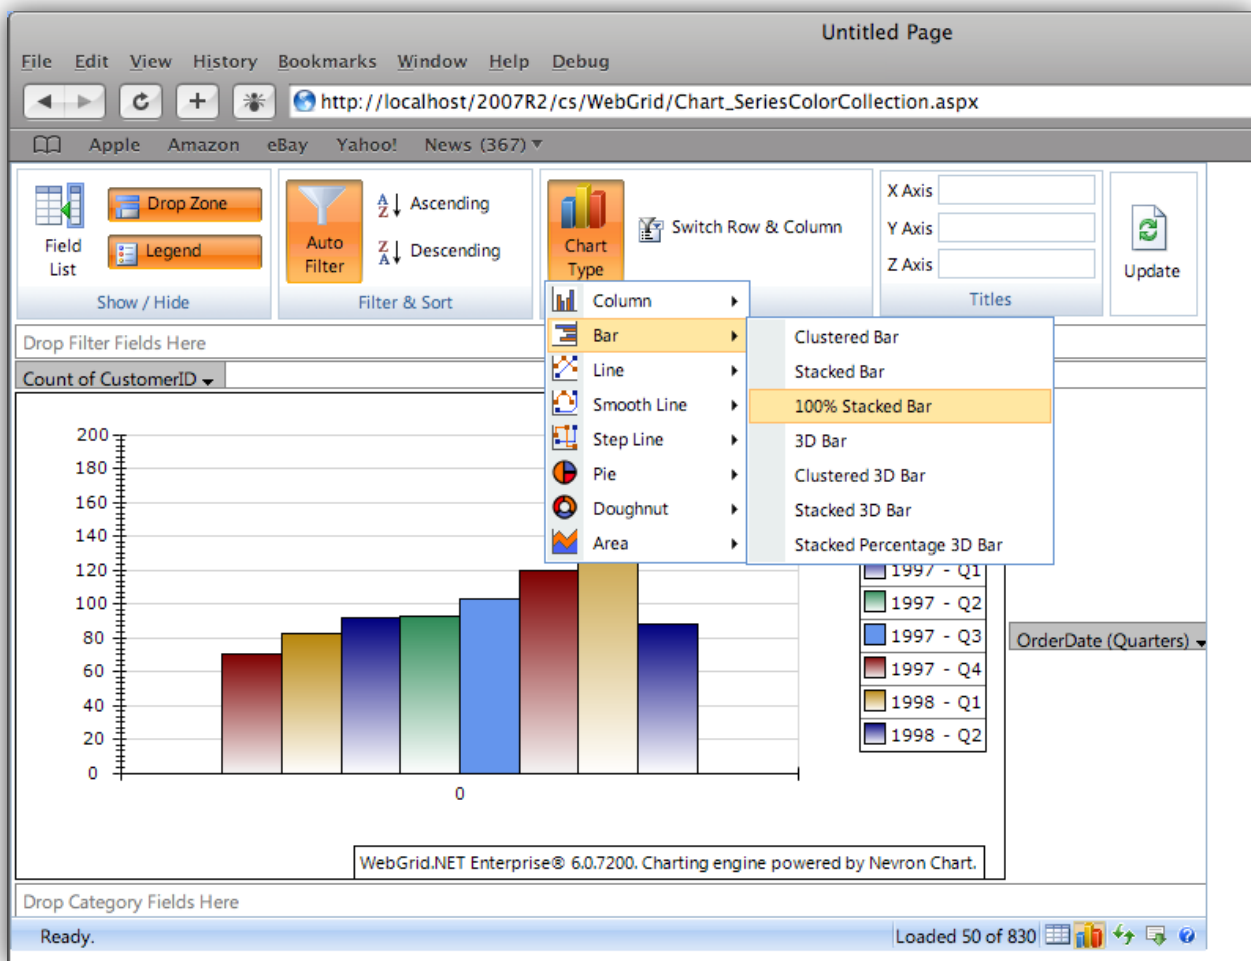 Untitled Page
File Edit View History Bookmarks Window Help Debug
http://localhost/2007R2/cs/WebGrid/Chart_SeriesColorCollection.aspx
Apple Amazon eBay Yahoo! News (367)
Field List
Drop Zone
Legend
Show / Hide
Auto Filter
Ascending
Descending
Filter & Sort
Chart Type
Switch Row & Column
X Axis
Y Axis
Z Axis
Titles
Update
Column
Bar
Line
Smooth Line
Step Line
Pie
Doughnut
Area
Clustered Bar
Stacked Bar
100% Stacked Bar
3D Bar
Clustered 3D Bar
Stacked 3D Bar
Stacked Percentage 3D Bar
Drop Filter Fields Here
Count of CustomerID
200
180
160
140
120
100
80
60
40
20
0
0
1997 - Q1
1997 - Q2
1997 - Q3
1997 - Q4
1998 - Q1
1998 - Q2
OrderDate (Quarters)
WebGrid.NET Enterprise® 6.0.7200. Charting engine powered by Nevron Chart.
Drop Category Fields Here
Ready.
Loaded 50 of 830